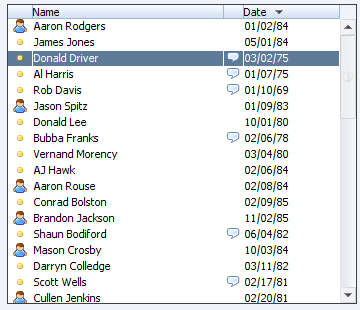 Name Date
Aaron Rodgers 01/02/84
James Jones 05/01/84
Donald Driver 03/02/75
Al Harris 01/07/75
Rob Davis 01/10/69
Jason Spitz 01/09/83
Donald Lee 10/01/80
Bubba Franks 02/06/78
Vernand Morency 03/04/80
AJ Hawk 02/06/84
Aaron Rouse 02/08/84
Conrad Bolston 02/09/85
Brandon Jackson 11/02/85
Shaun Bodiford 06/04/82
Mason Crosby 10/03/84
Darryn Colledge 03/11/82
Scott Wells 02/17/81
Cullen Jenkins 02/20/81